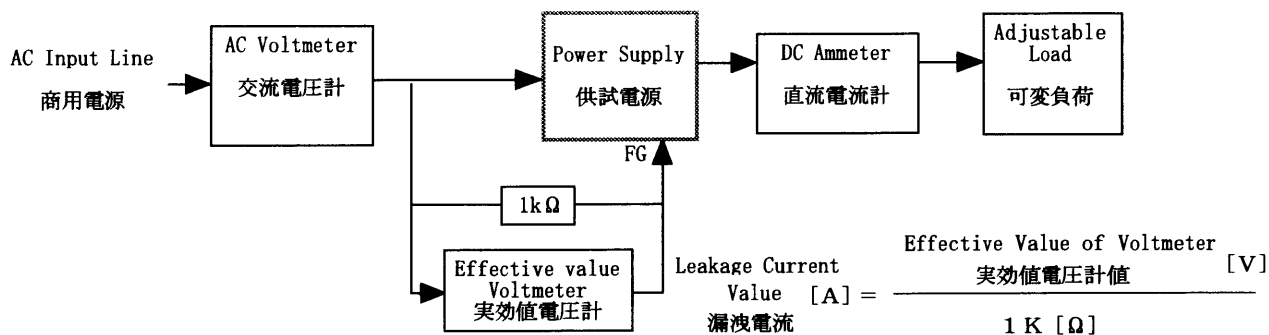 AC Input Line
商用電源
AC Voltmeter
交流電圧計
Power Supply
供試電源
DC Ammeter
直流電流計
Adjustable
Load
可変負荷
FG
1kΩ
Effective value
Voltmeter
実効値電圧計
Leakage Current
Value [A] =
漏洩電流
Effective Value of Voltmeter
実効値電圧計値 [V]
1 K [Ω]